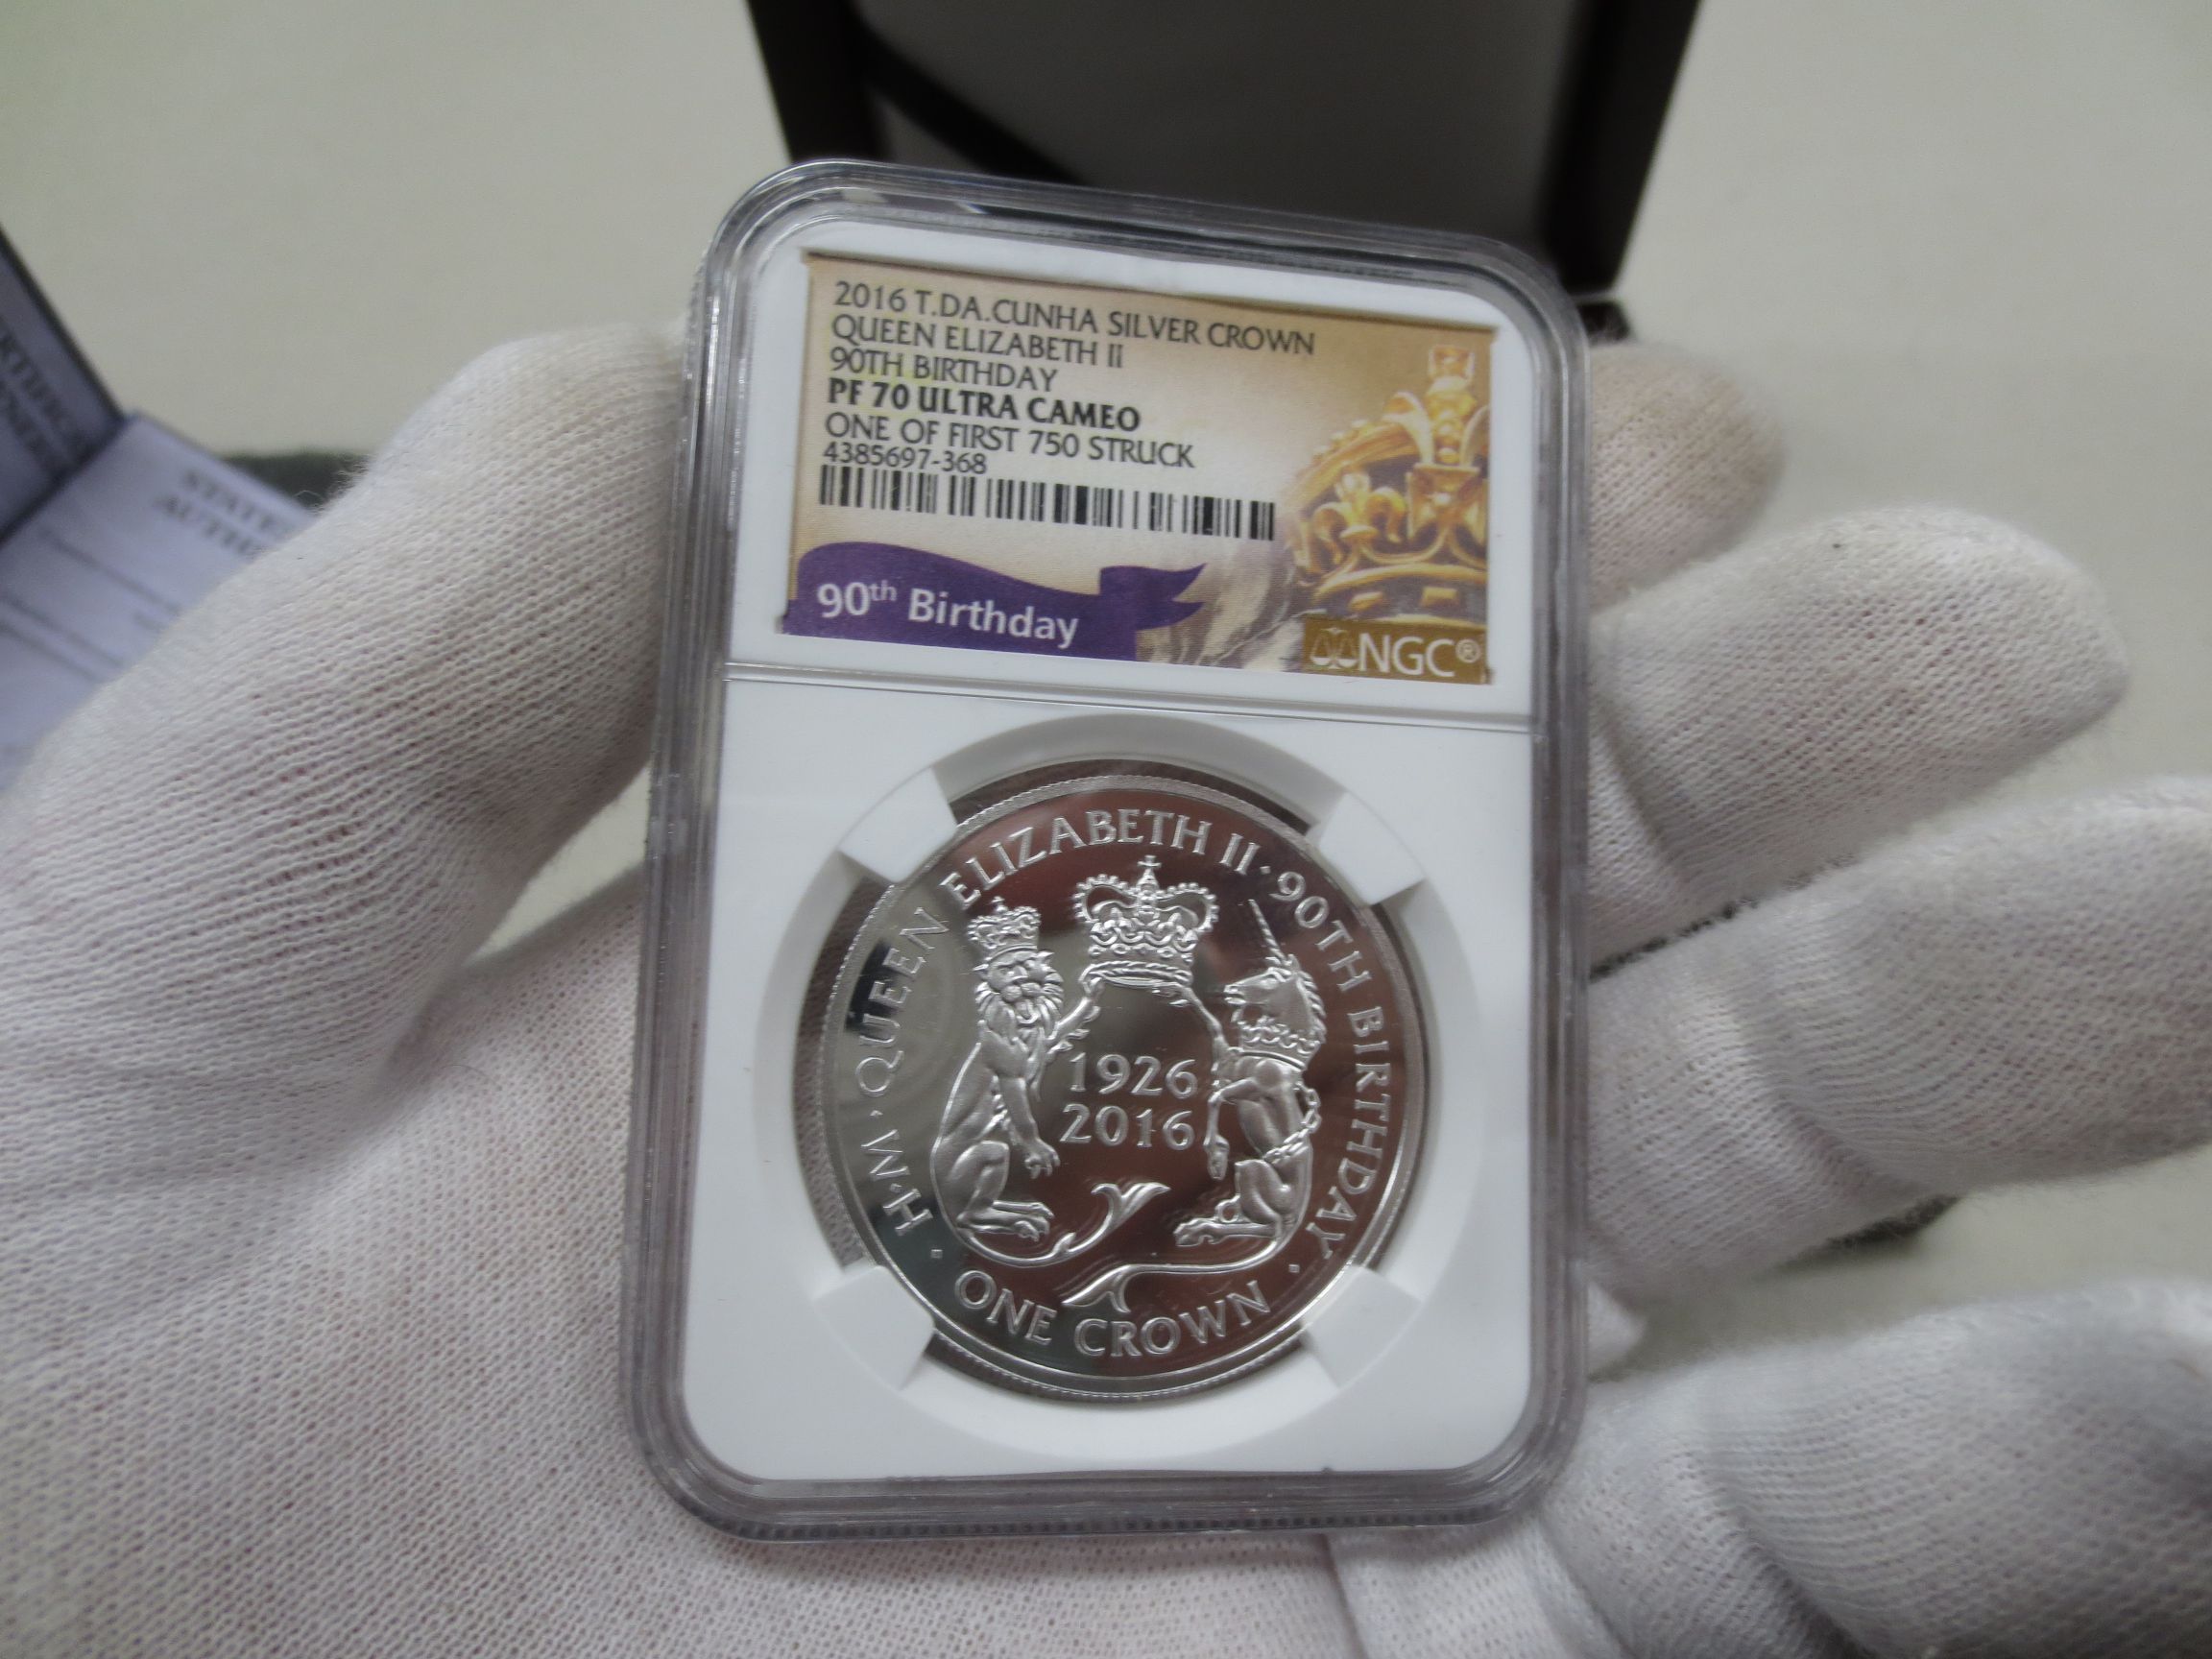 2016 T.DA.CUNHA SILVER CROWN
QUEEN ELIZABETH II
90TH BIRTHDAY
PF 70 ULTRA CAMEO
ONE OF FIRST 750 STRUCK
4385697-368
90th Birthday
NGC®
H·M·QUEEN ELIZABETH II·90TH BIRTHDAY·
1926
2016
·ONE CROWN